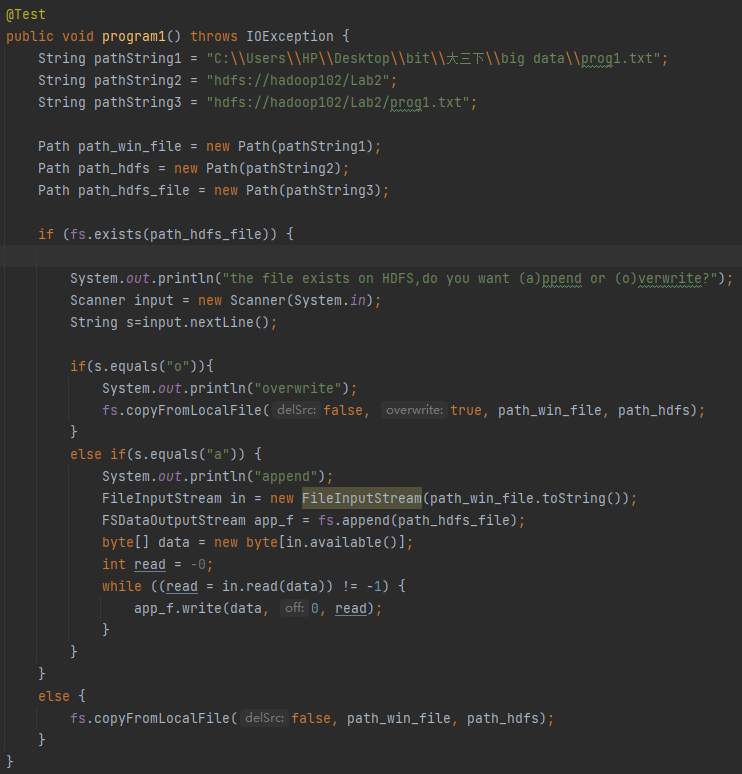 @Test
public void program1() throws IOException {
String pathString1 = "C:\\Users\\HP\\Desktop\\bit\\大三下\\big data\\prog1.txt";
String pathString2 = "hdfs://hadoop102/Lab2";
String pathString3 = "hdfs://hadoop102/Lab2/prog1.txt";
Path path_win_file = new Path(pathString1);
Path path_hdfs = new Path(pathString2);
Path path_hdfs_file = new Path(pathString3);
if (fs.exists(path_hdfs_file)) {
System.out.println("the file exists on HDFS,do you want (a)ppend or (o)verwrite?");
Scanner input = new Scanner(System.in);
String s=input.nextLine();
if(s.equals("o")){
System.out.println("overwrite");
fs.copyFromLocalFile( delSrc: false, overwrite: true, path_win_file, path_hdfs);
}
else if(s.equals("a")) {
System.out.println("append");
FileInputStream in = new FileInputStream(path_win_file.toString());
FSDataOutputStream app_f = fs.append(path_hdfs_file);
byte[] data = new byte[in.available()];
int read = -0;
while ((read = in.read(data)) != -1) {
app_f.write(data, off: 0, read);
}
}
}
else {
fs.copyFromLocalFile( delSrc: false, path_win_file, path_hdfs);
}
}